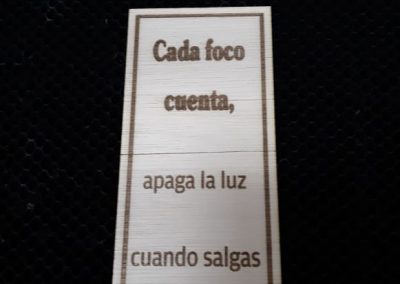 Cada foco
cuenta,
apaga la luz
cuando salgas